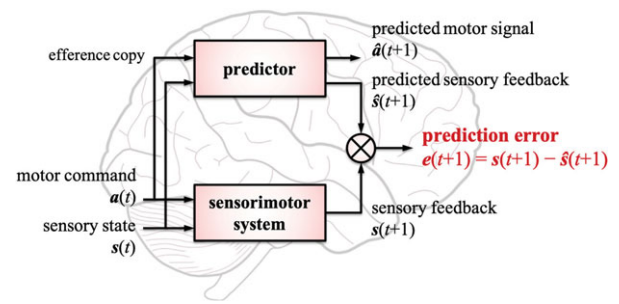 efference copy
predictor
predicted motor signal
â(t+1)
predicted sensory feedback
ŝ(t+1)
prediction error
e(t+1) = s(t+1) − ŝ(t+1)
motor command
a(t)
sensory state
s(t)
sensorimotor
system
sensory feedback
s(t+1)